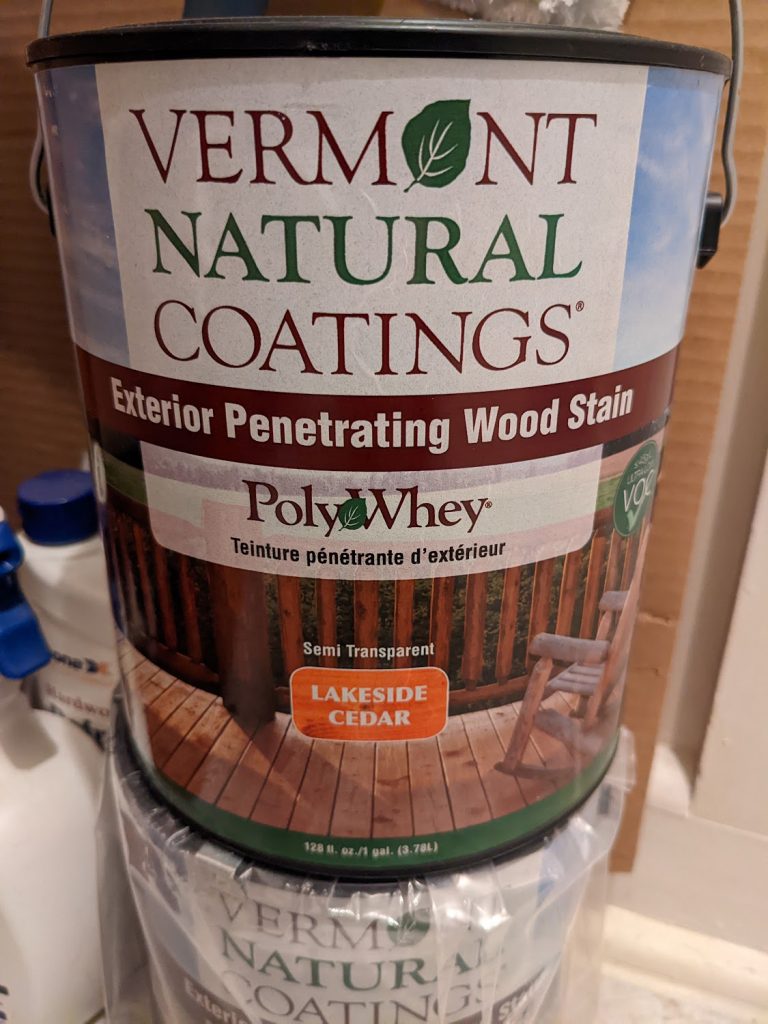 VERMONT
NATURAL
COATINGS®
Exterior Penetrating Wood Stain
PolyWhey®
Teinture pénétrante d'extérieur
VOC
Semi Transparent
LAKESIDE
CEDAR
128 fl. oz./1 gal. (3.78L)
VERMONT
NATURAL
COATINGS